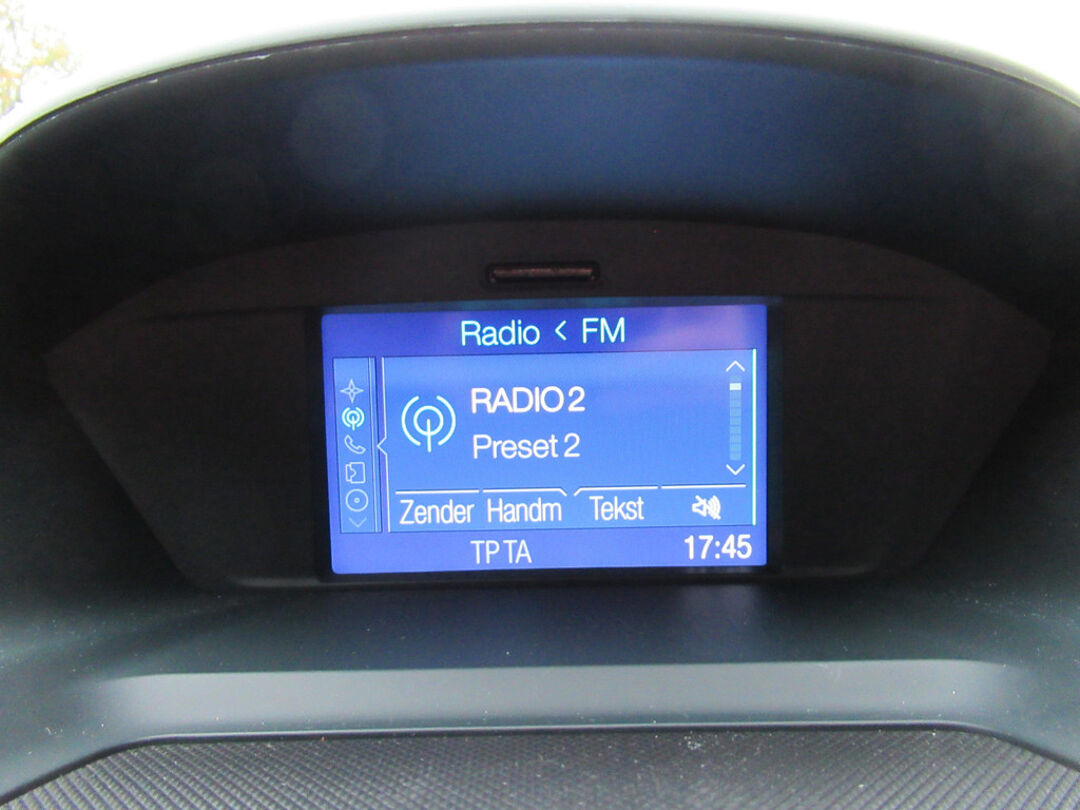 Radio < FM
RADIO 2
Preset 2
Zender Handm Tekst
TP TA 17:45